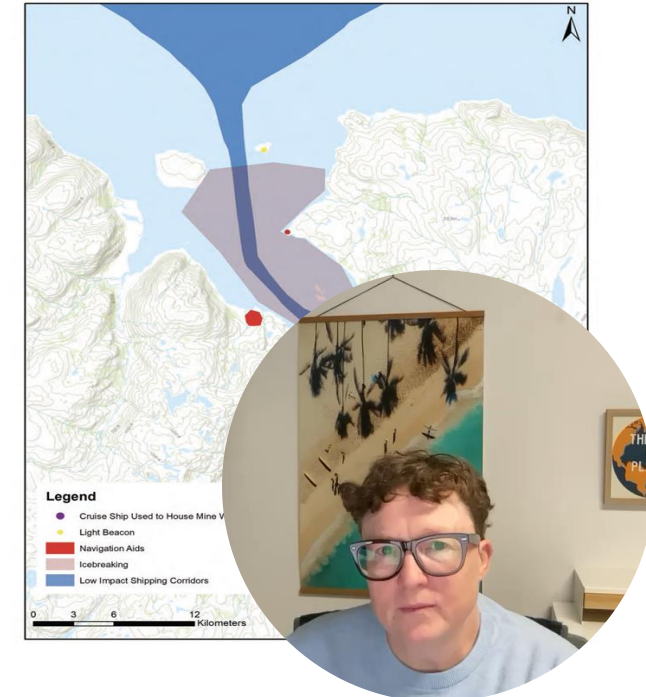 N
Legend
Cruise Ship Used to House Mine
Light Beacon
Navigation Aids
Icebreaking
Low Impact Shipping Corridors
0 3 6 12
Kilometers